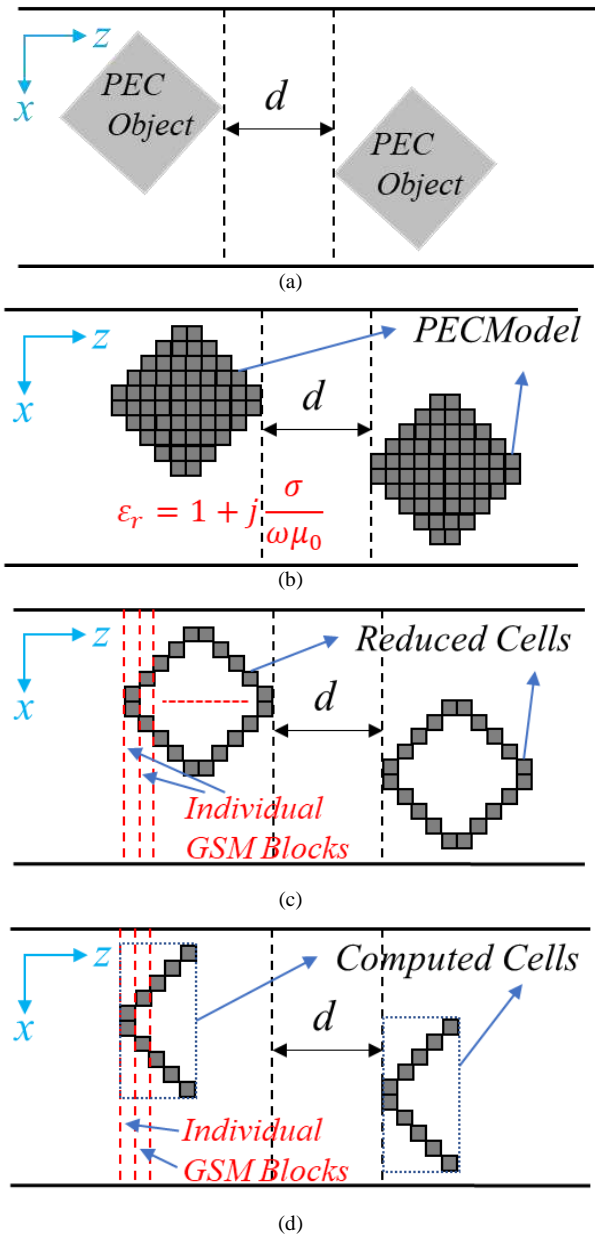 z
x
PEC
Object
d
PEC
Object
(a)
z
x
PECModel
d
εᵣ = 1 + j σ/ωμ₀
(b)
z
x
Reduced Cells
d
Individual
GSM Blocks
(c)
z
x
Computed Cells
d
Individual
GSM Blocks
(d)